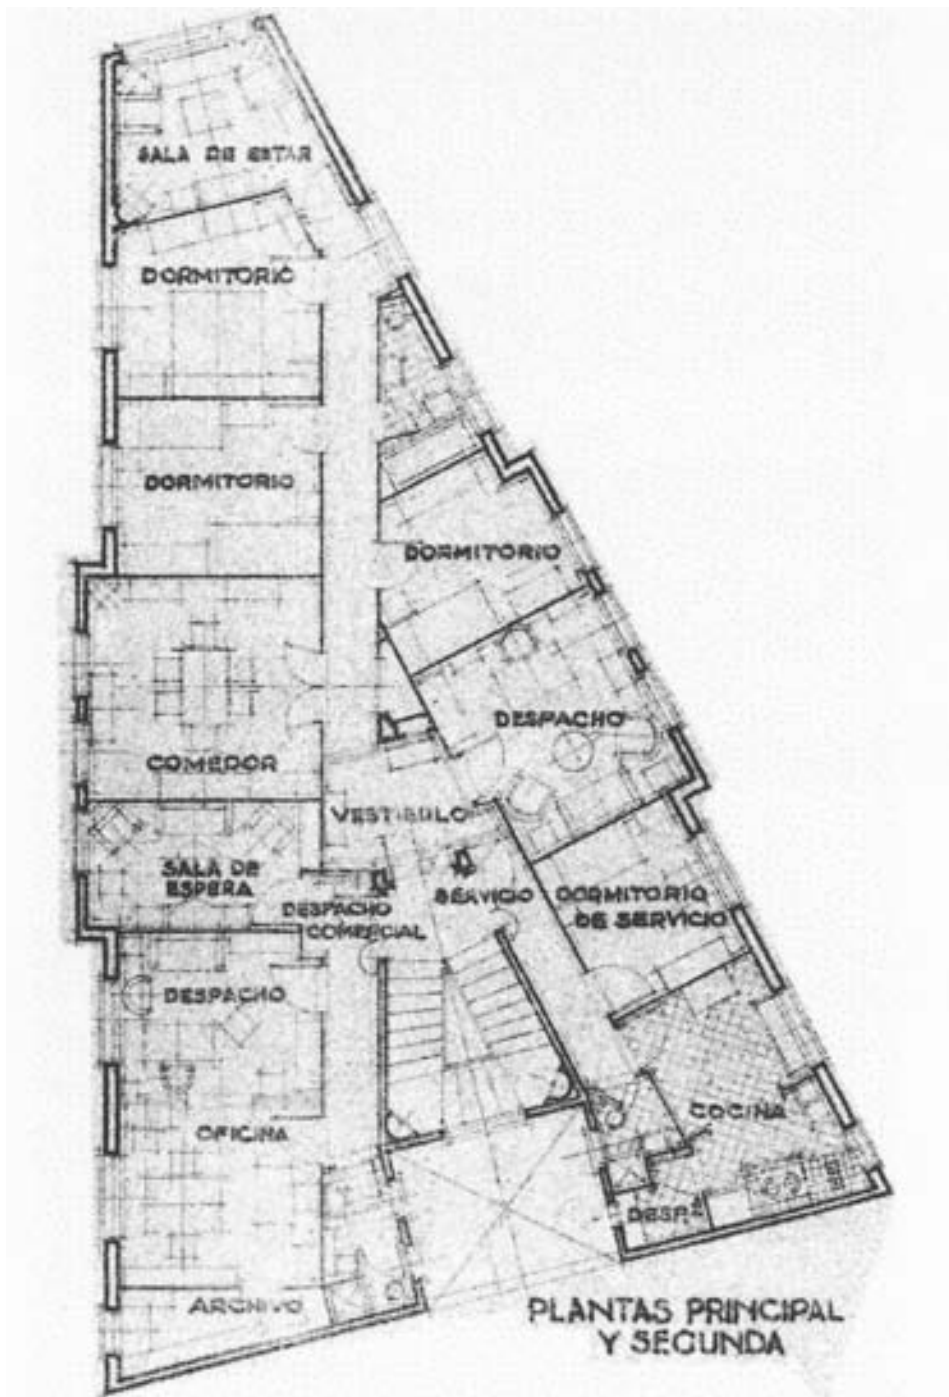 SALA DE ESTAR
DORMITORIO
DORMITORIO
DORMITORIO
DESPACHO
COMEDOR
VESTIBULO
SALA DE
ESPERA
SERVICIO
DORMITORIO
DE SERVICIO
DESPACHO
COMERCIAL
DESPACHO
COCINA
OFICINA
DESP.A
ARCHIVO
PLANTAS PRINCIPAL
Y SEGUNDA